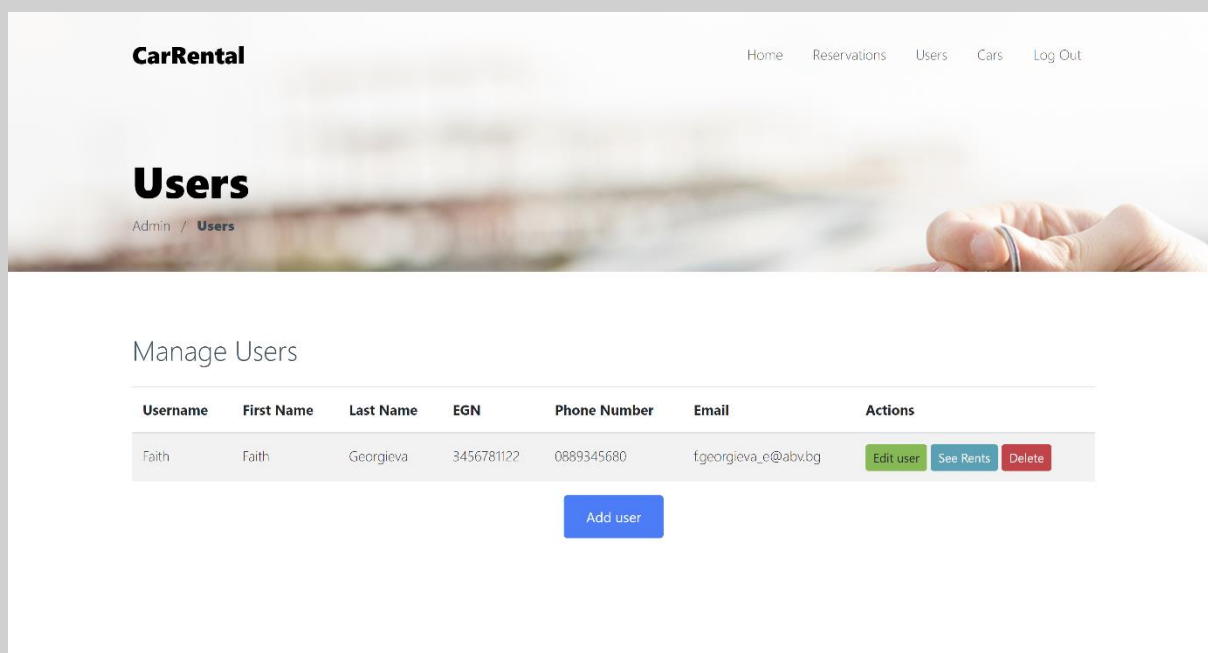 CarRental Home Reservations Users Cars Log Out
Users
Admin / Users
Manage Users
Username First Name Last Name EGN Phone Number Email Actions
Faith Faith Georgieva 3456781122 0889345680 f.georgieva_e@abv.bg Edit user See Rents Delete
Add user